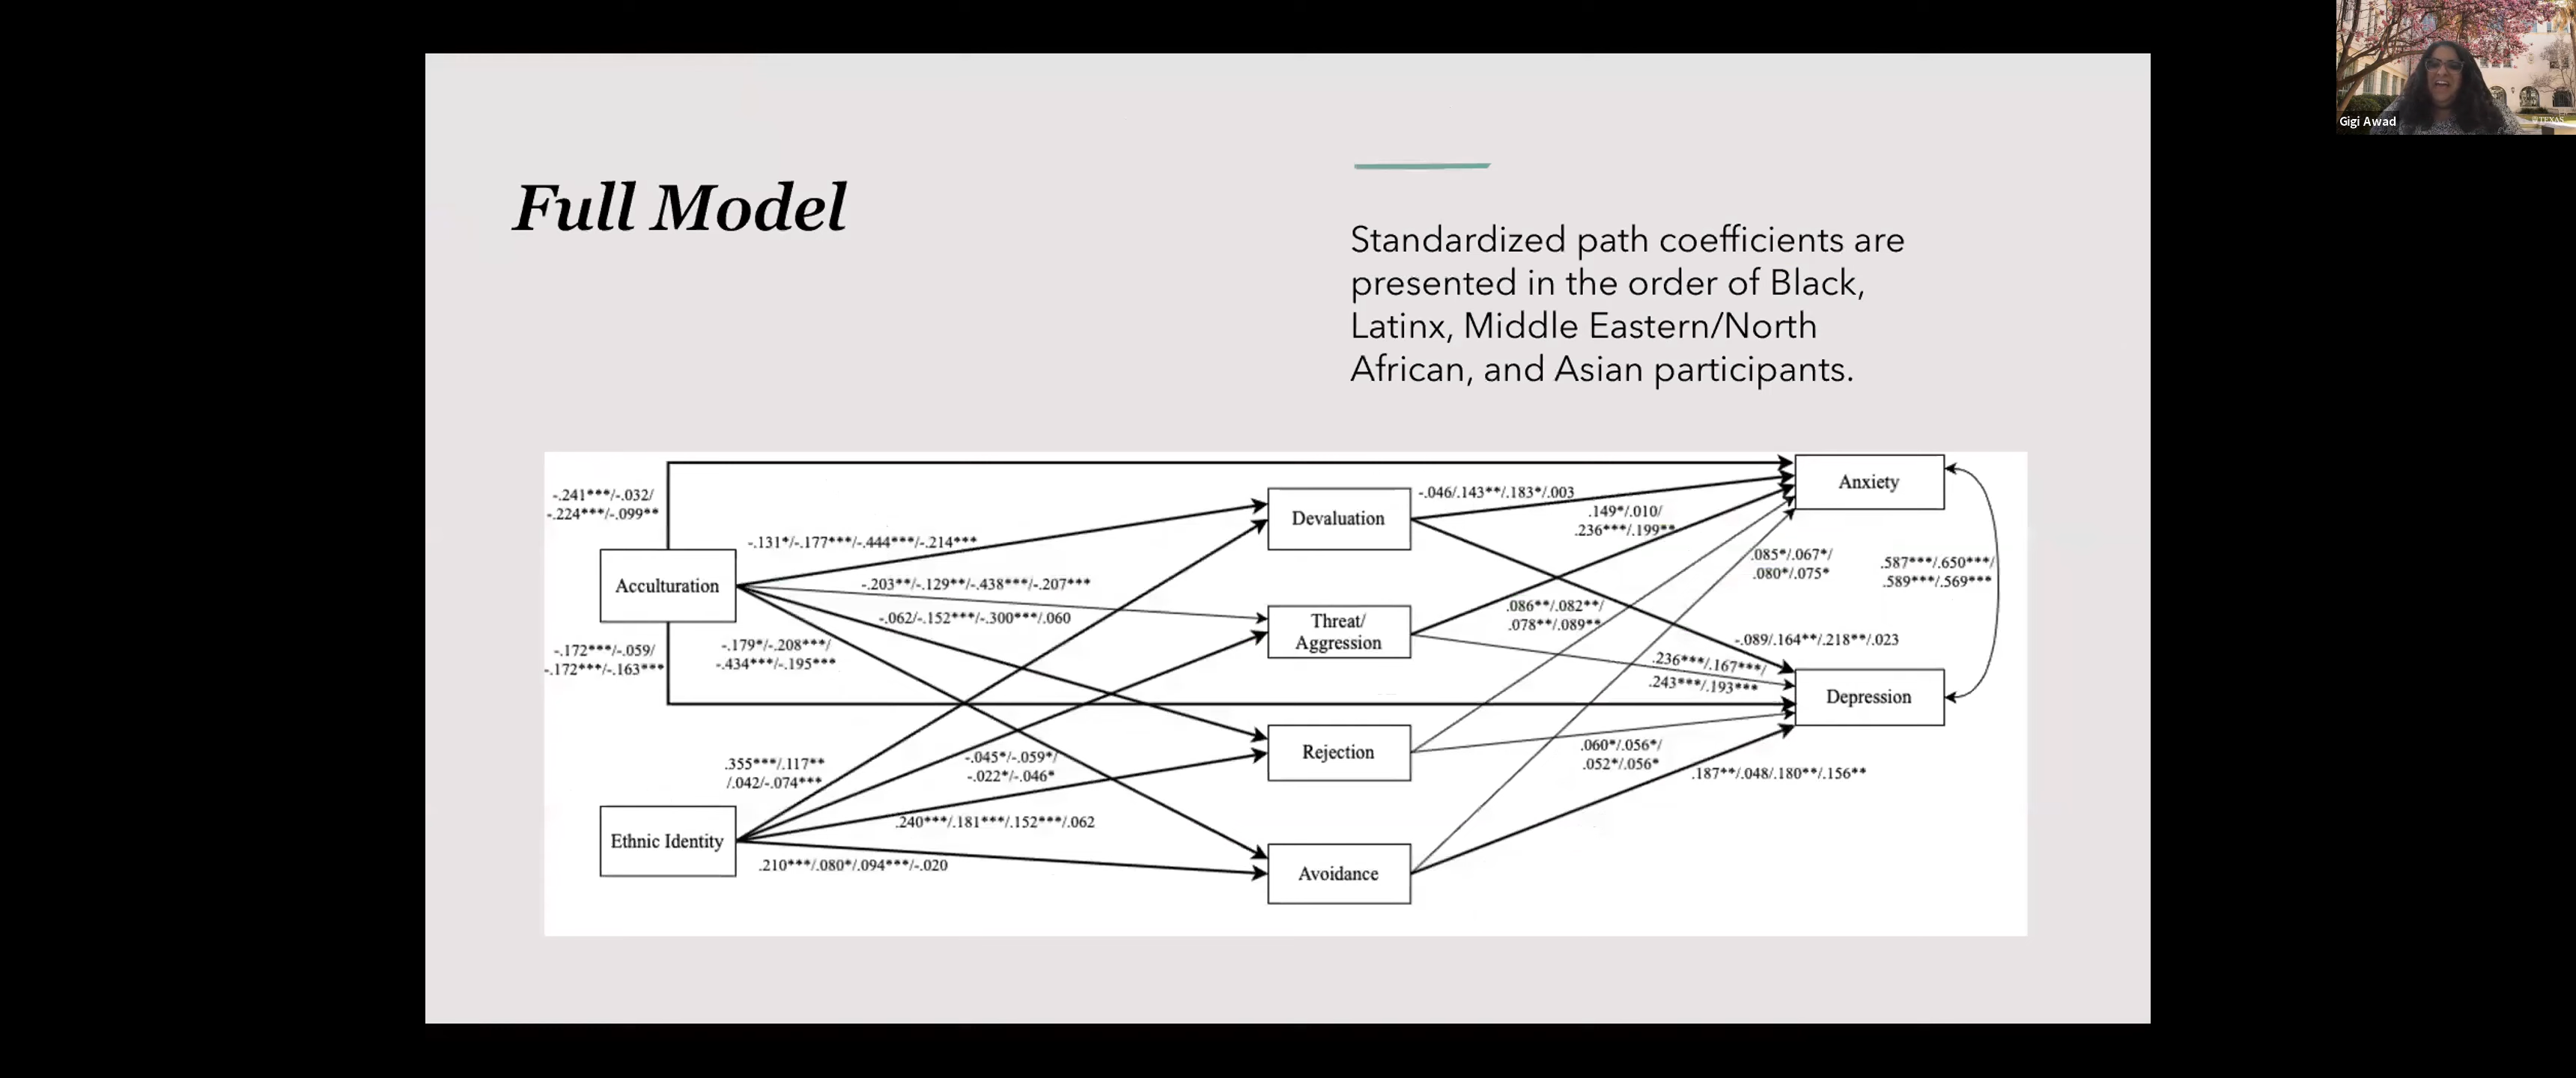 Gigi Awad
TEXAS
Full Model
Standardized path coefficients are
presented in the order of Black,
Latinx, Middle Eastern/North
African, and Asian participants.
-.241***/-.032/
-.224***/-.099**
Acculturation
-.172***/-.059/
-.172***/-.163***
-.131*/-.177***/-.444***/-.214***
-.203**/-.129**/-.438***/-.207***
-.062/-.152***/-.300***/.060
-.179*/-.208***/
-.434***/-.195***
Ethnic Identity
.355***/.117**
/.042/-.074***
-.045*/-.059*/
-.022*/-.046*
.240***/.181***/.152***/.062
.210***/.080*/.094***/-.020
Devaluation
Threat/
Aggression
Rejection
Avoidance
-.046/.143**/.183*/.003
.149*/.010/
.236***/.199**
.085*/.067*/
.080*/.075*
.086**/.082**/
.078**/.089**
-.089/.164**/.218**/.023
.236***/.167***/
.243***/.193***
.060*/.056*/
.052*/.056*
.187**/.048/.180**/.156**
Anxiety
.587***/.650***/
.589***/.569***
Depression